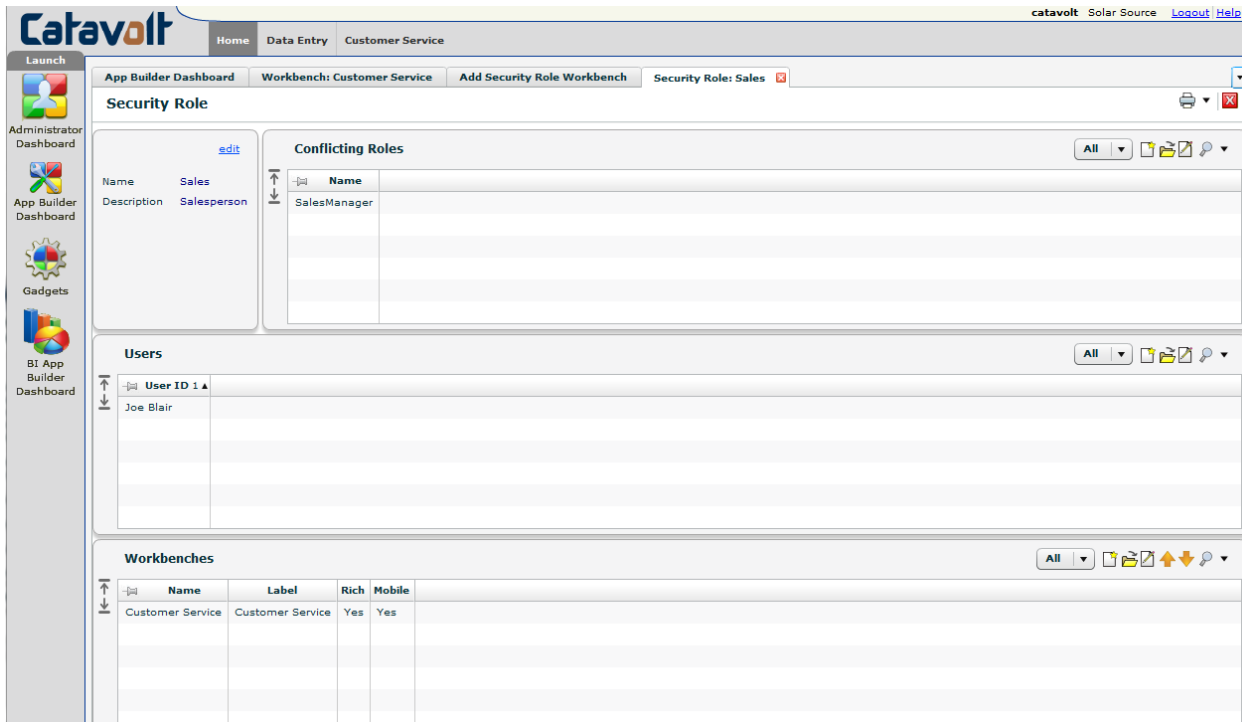 catavolt Solar Source Logout Help
Catavolt
Home Data Entry Customer Service
Launch
Administrator Dashboard
App Builder Dashboard
Gadgets
BI App Builder Dashboard
App Builder Dashboard Workbench: Customer Service Add Security Role Workbench Security Role: Sales
Security Role
edit
Name Sales
Description Salesperson
Conflicting Roles
All
Name
SalesManager
Users
All
User ID 1
Joe Blair
Workbenches
All
Name Label Rich Mobile
Customer Service Customer Service Yes Yes